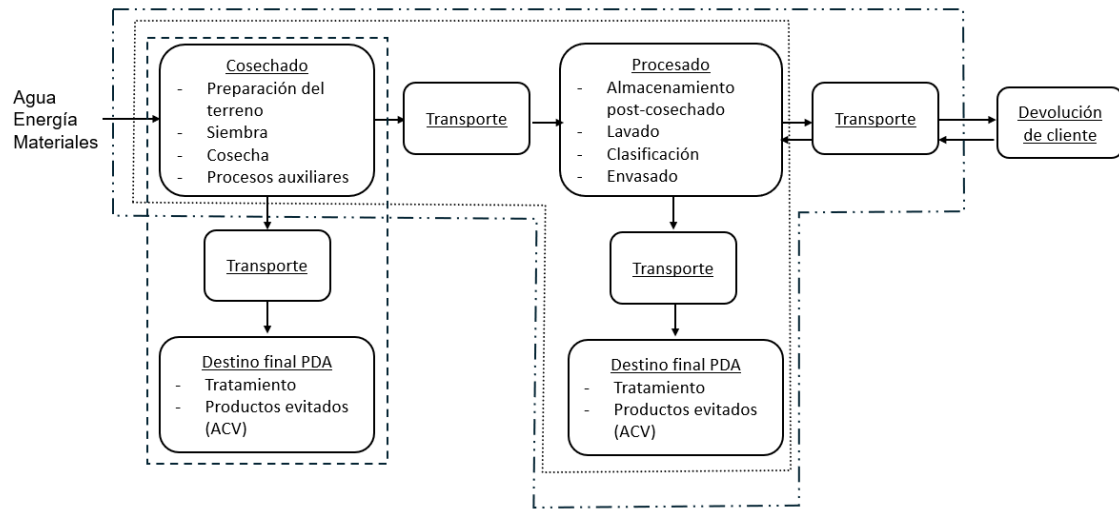 Agua
Energía
Materiales
Cosechado
- Preparación del
terreno
- Siembra
- Cosecha
- Procesos auxiliares
Transporte
Procesado
- Almacenamiento
post-cosechado
- Lavado
- Clasificación
- Envasado
Transporte
Devolución
de cliente
Transporte
Transporte
Destino final PDA
- Tratamiento
- Productos evitados
(ACV)
Destino final PDA
- Tratamiento
- Productos evitados
(ACV)